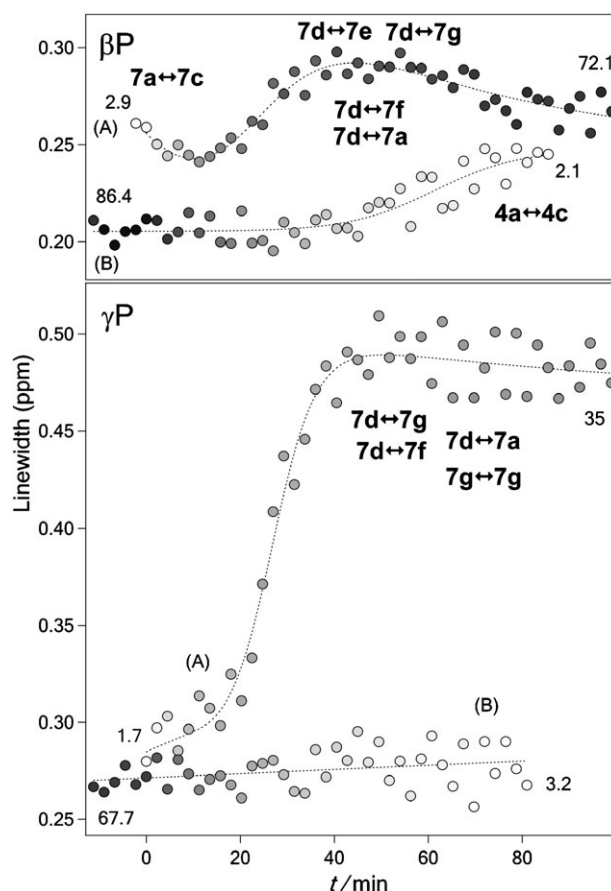 βP
7d↔7e 7d↔7g
72.1
0.30
7a↔7c
2.9
(A)
7d↔7f
7d↔7a
0.25
86.4
2.1
4a↔4c
0.20
(B)
γP
0.50
Linewidth (ppm)
7d↔7g
7d↔7f
7d↔7a
7g↔7g
35
0.45
0.40
0.35
(A)
(B)
0.30
1.7
3.2
67.7
0.25
0 20 40 60 80
t/min